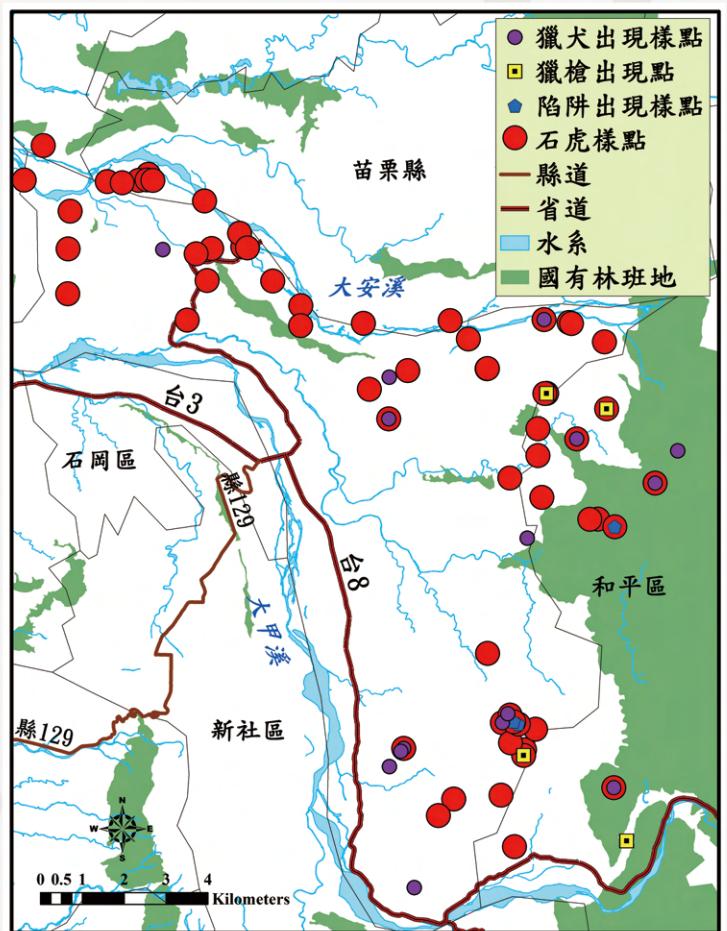 獵犬出現樣點
獵槍出現點
陷阱出現樣點
石虎樣點
縣道
省道
水系
國有林班地
苗栗縣
大安溪
台3
石岡區
縣129
台8
和平區
大甲溪
新社區
縣129
N
W E
S
0 0.5 1 2 3 4
Kilometers